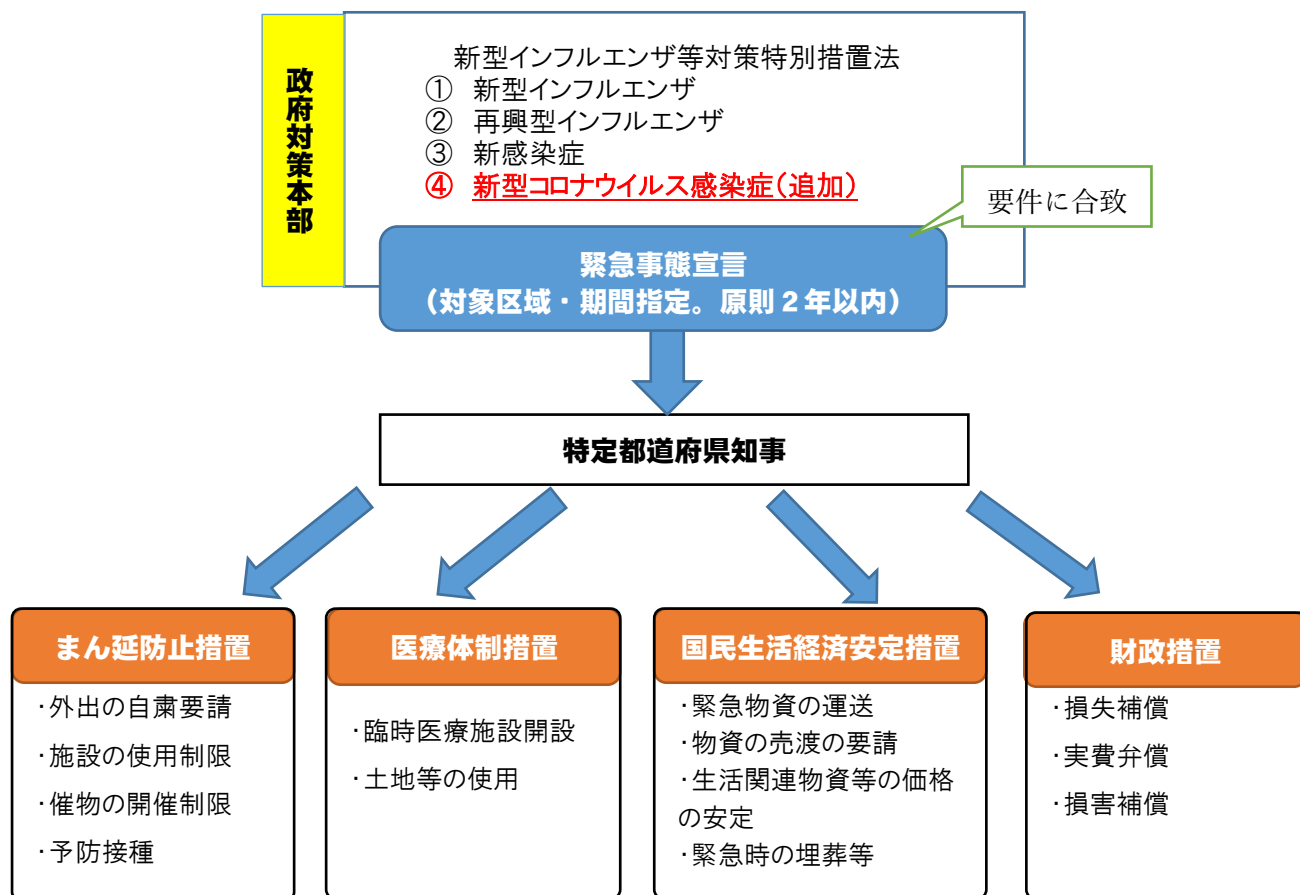 政府対策本部
新型インフルエンザ等対策特別措置法
① 新型インフルエンザ
② 再興型インフルエンザ
③ 新感染症
④ 新型コロナウイルス感染症（追加）
要件に合致
緊急事態宣言
（対象区域・期間指定。原則２年以内）
特定都道府県知事
まん延防止措置
・外出の自粛要請
・施設の使用制限
・催物の開催制限
・予防接種
医療体制措置
・臨時医療施設開設
・土地等の使用
国民生活経済安定措置
・緊急物資の運送
・物資の売渡の要請
・生活関連物資等の価格
の安定
・緊急時の埋葬等
財政措置
・損失補償
・実費弁償
・損害補償